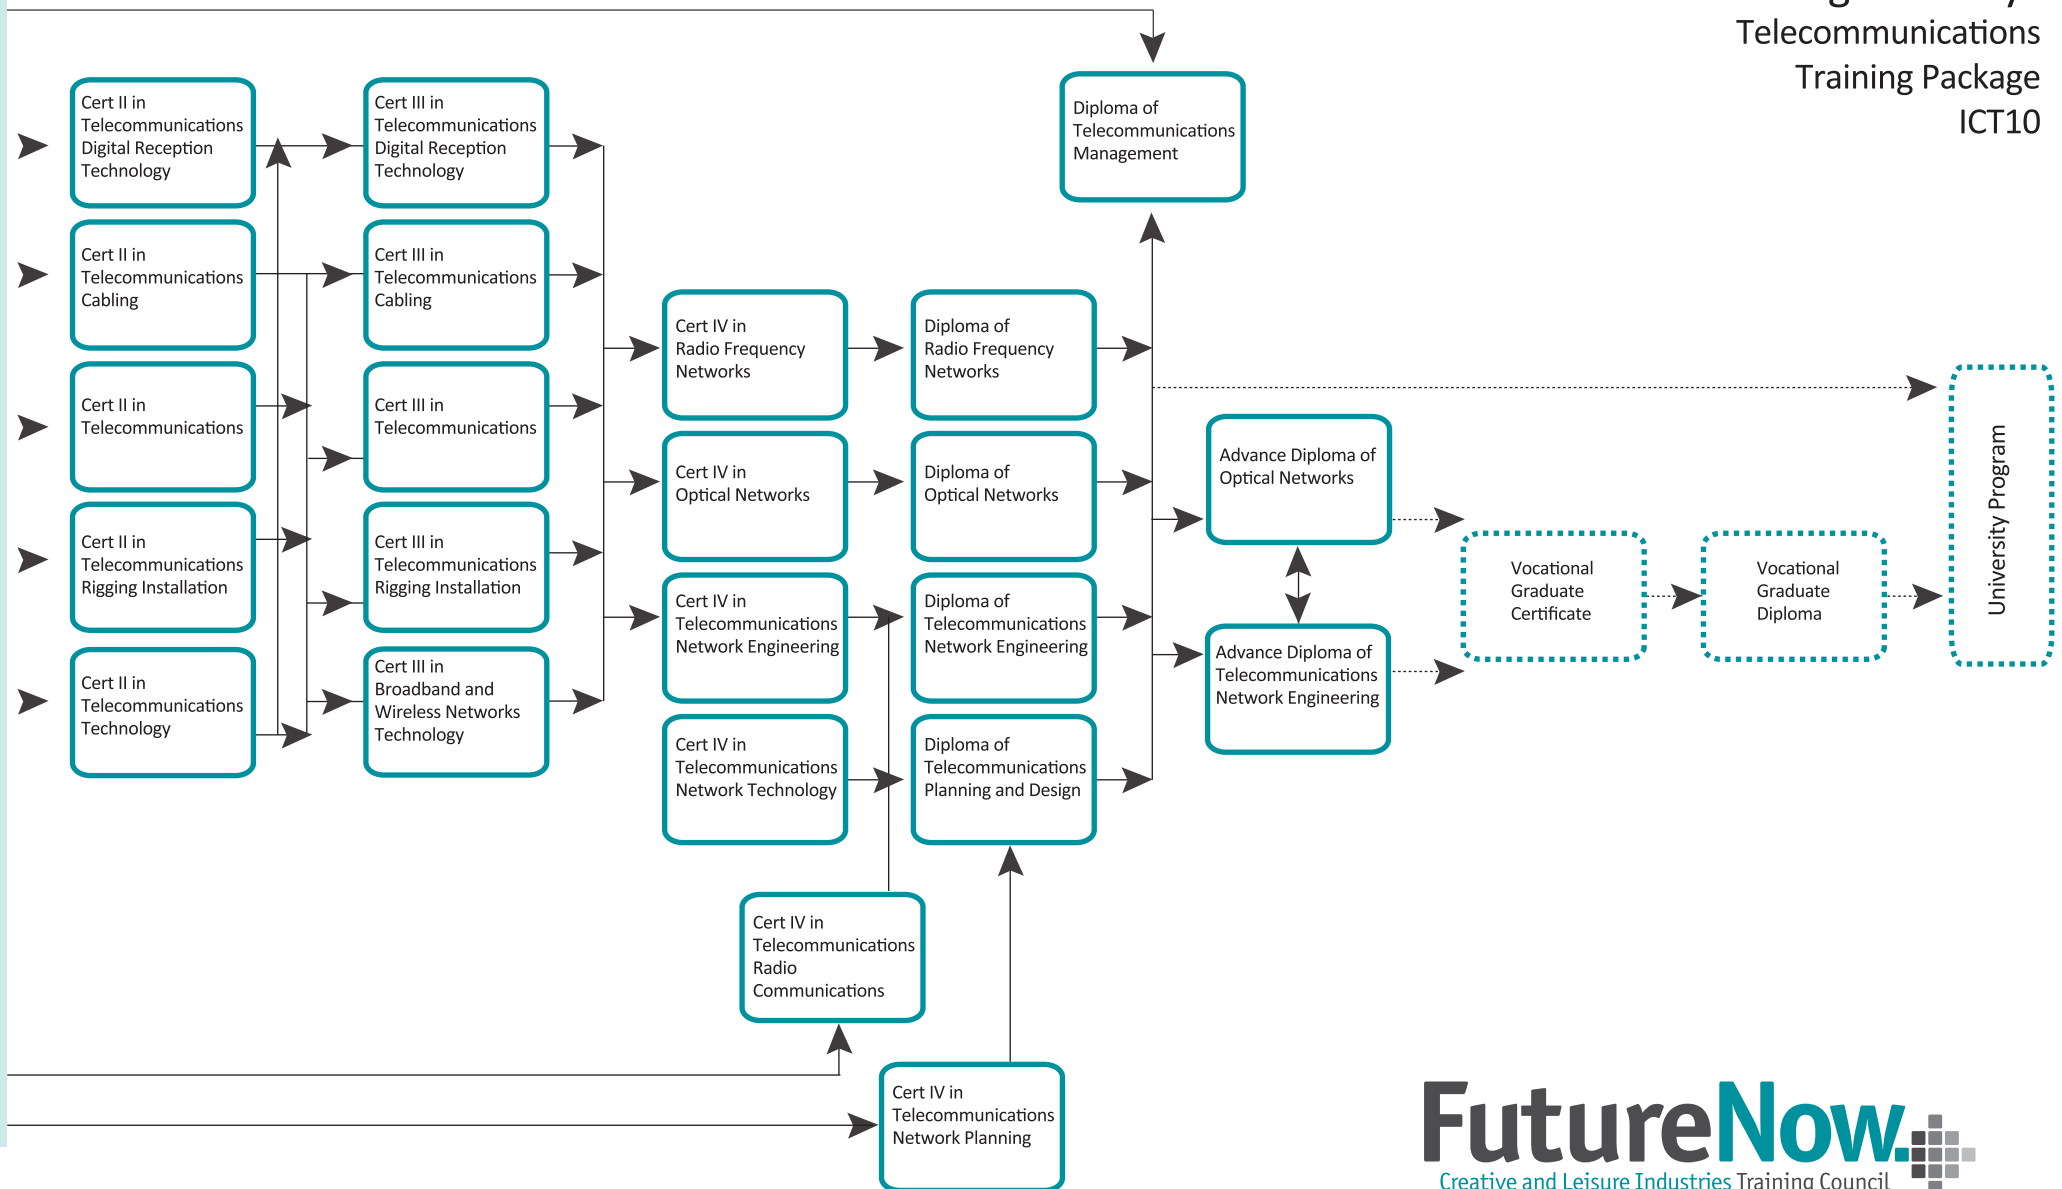 Telecommunications
Training Package
ICT10
Cert II in
Telecommunications
Digital Reception
Technology
Cert II in
Telecommunications
Cabling
Cert II in
Telecommunications
Cert II in
Telecommunications
Rigging Installation
Cert II in
Telecommunications
Technology
Cert III in
Telecommunications
Digital Reception
Technology
Cert III in
Telecommunications
Cabling
Cert III in
Telecommunications
Cert III in
Telecommunications
Rigging Installation
Cert III in
Broadband and
Wireless Networks
Technology
Cert IV in
Radio Frequency
Networks
Cert IV in
Optical Networks
Cert IV in
Telecommunications
Network Engineering
Cert IV in
Telecommunications
Network Technology
Cert IV in
Telecommunications
Radio
Communications
Cert IV in
Telecommunications
Network Planning
Diploma of
Radio Frequency
Networks
Diploma of
Optical Networks
Diploma of
Telecommunications
Network Engineering
Diploma of
Telecommunications
Planning and Design
Diploma of
Telecommunications
Management
Advance Diploma of
Optical Networks
Advance Diploma of
Telecommunications
Network Engineering
Vocational
Graduate
Certificate
Vocational
Graduate
Diploma
University Program
FutureNow.
Creative and Leisure Industries Training Council